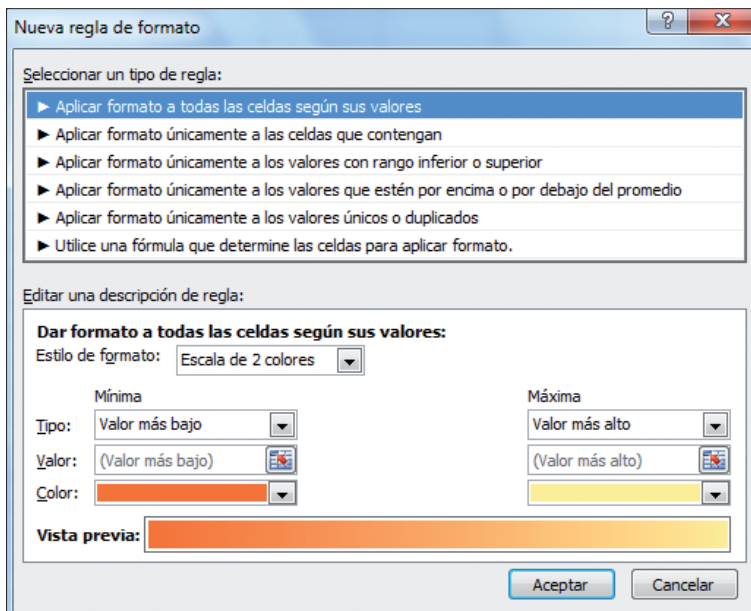 Nueva regla de formato
Seleccionar un tipo de regla:
► Aplicar formato a todas las celdas según sus valores
► Aplicar formato únicamente a las celdas que contengan
► Aplicar formato únicamente a los valores con rango inferior o superior
► Aplicar formato únicamente a los valores que estén por encima o por debajo del promedio
► Aplicar formato únicamente a los valores únicos o duplicados
► Utilice una fórmula que determine las celdas para aplicar formato.
Editar una descripción de regla:
Dar formato a todas las celdas según sus valores:
Estilo de formato: Escala de 2 colores
Mínima Máxima
Tipo: Valor más bajo Valor más alto
Valor: (Valor más bajo) (Valor más alto)
Color:
Vista previa:
Aceptar Cancelar